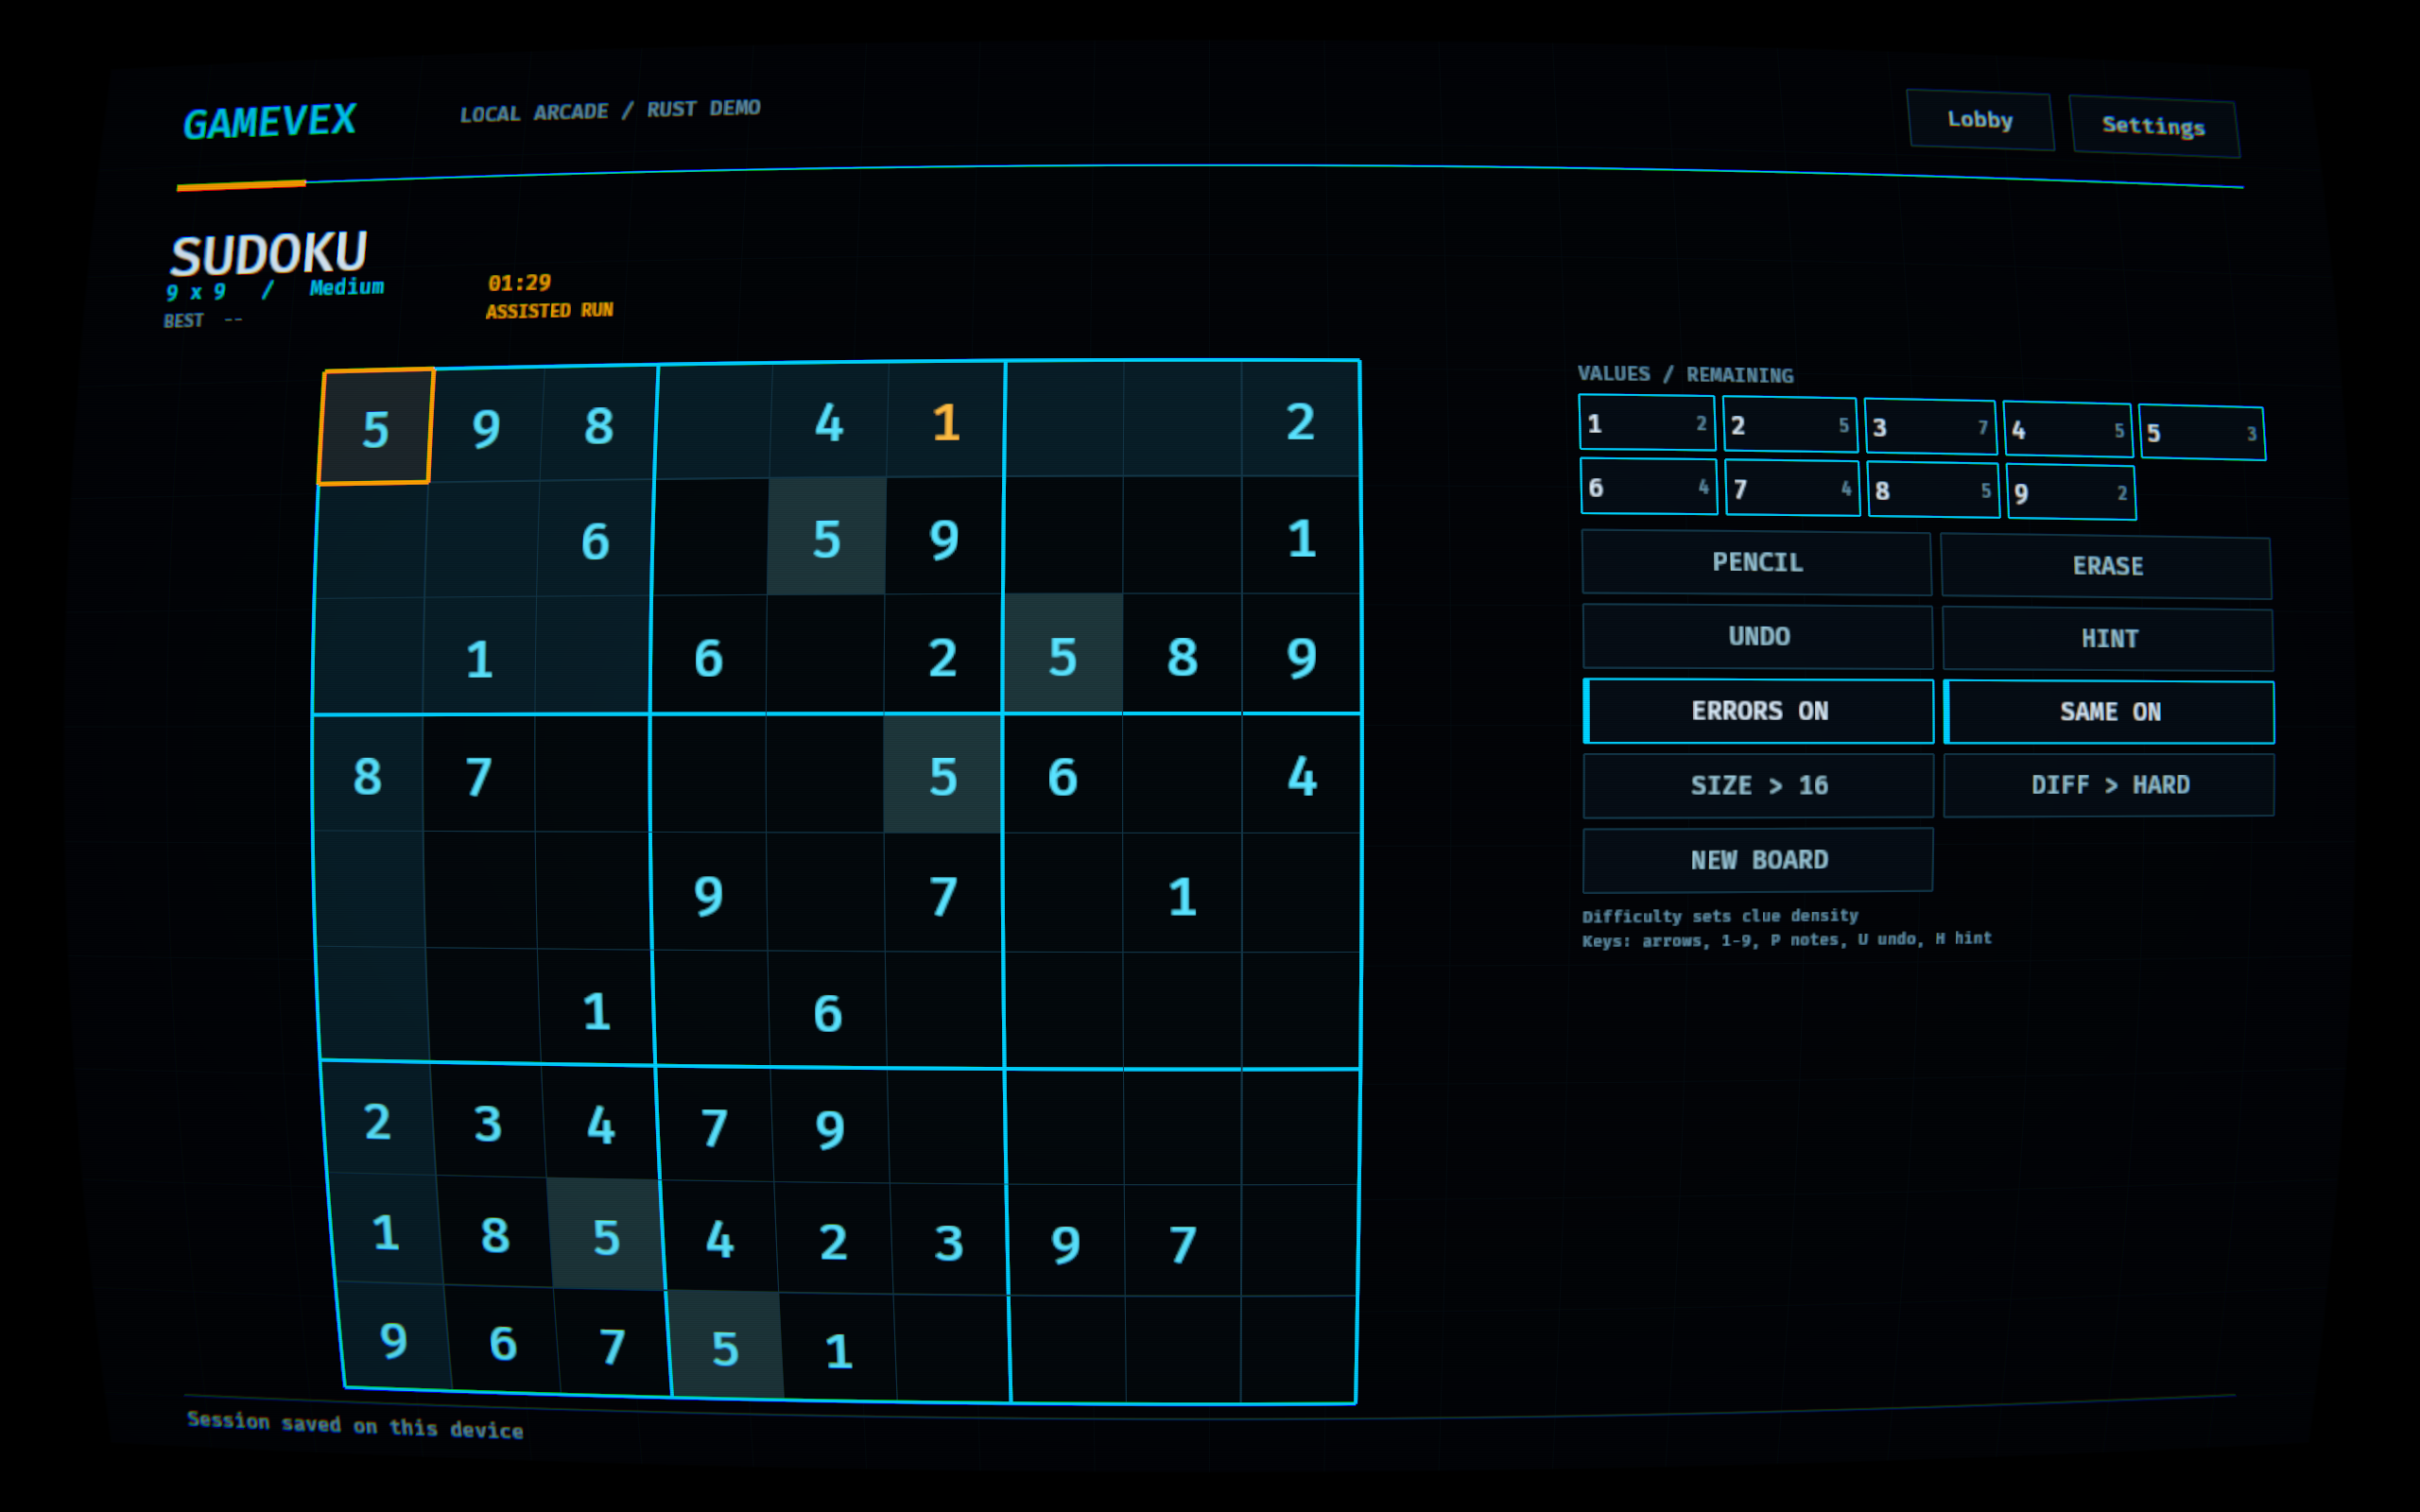 GAMEVEX LOCAL ARCADE / RUST DEMO Lobby Settings
SUDOKU
9 x 9 / Medium 01:29
BEST -- ASSISTED RUN
VALUES / REMAINING
1 2 2 5 3 7 4 5 5 3
6 4 7 4 8 5 9 2
PENCIL ERASE
UNDO HINT
ERRORS ON SAME ON
SIZE > 16 DIFF > HARD
NEW BOARD
Difficulty sets clue density
Keys: arrows, 1-9, P notes, U undo, H hint
5 9 8 4 1 2
6 5 9 1
1 6 2 5 8 9
8 7 5 6 4
9 7 1
1 6
2 3 4 7 9
1 8 5 4 2 3 9 7
9 6 7 5 1
Session saved on this device